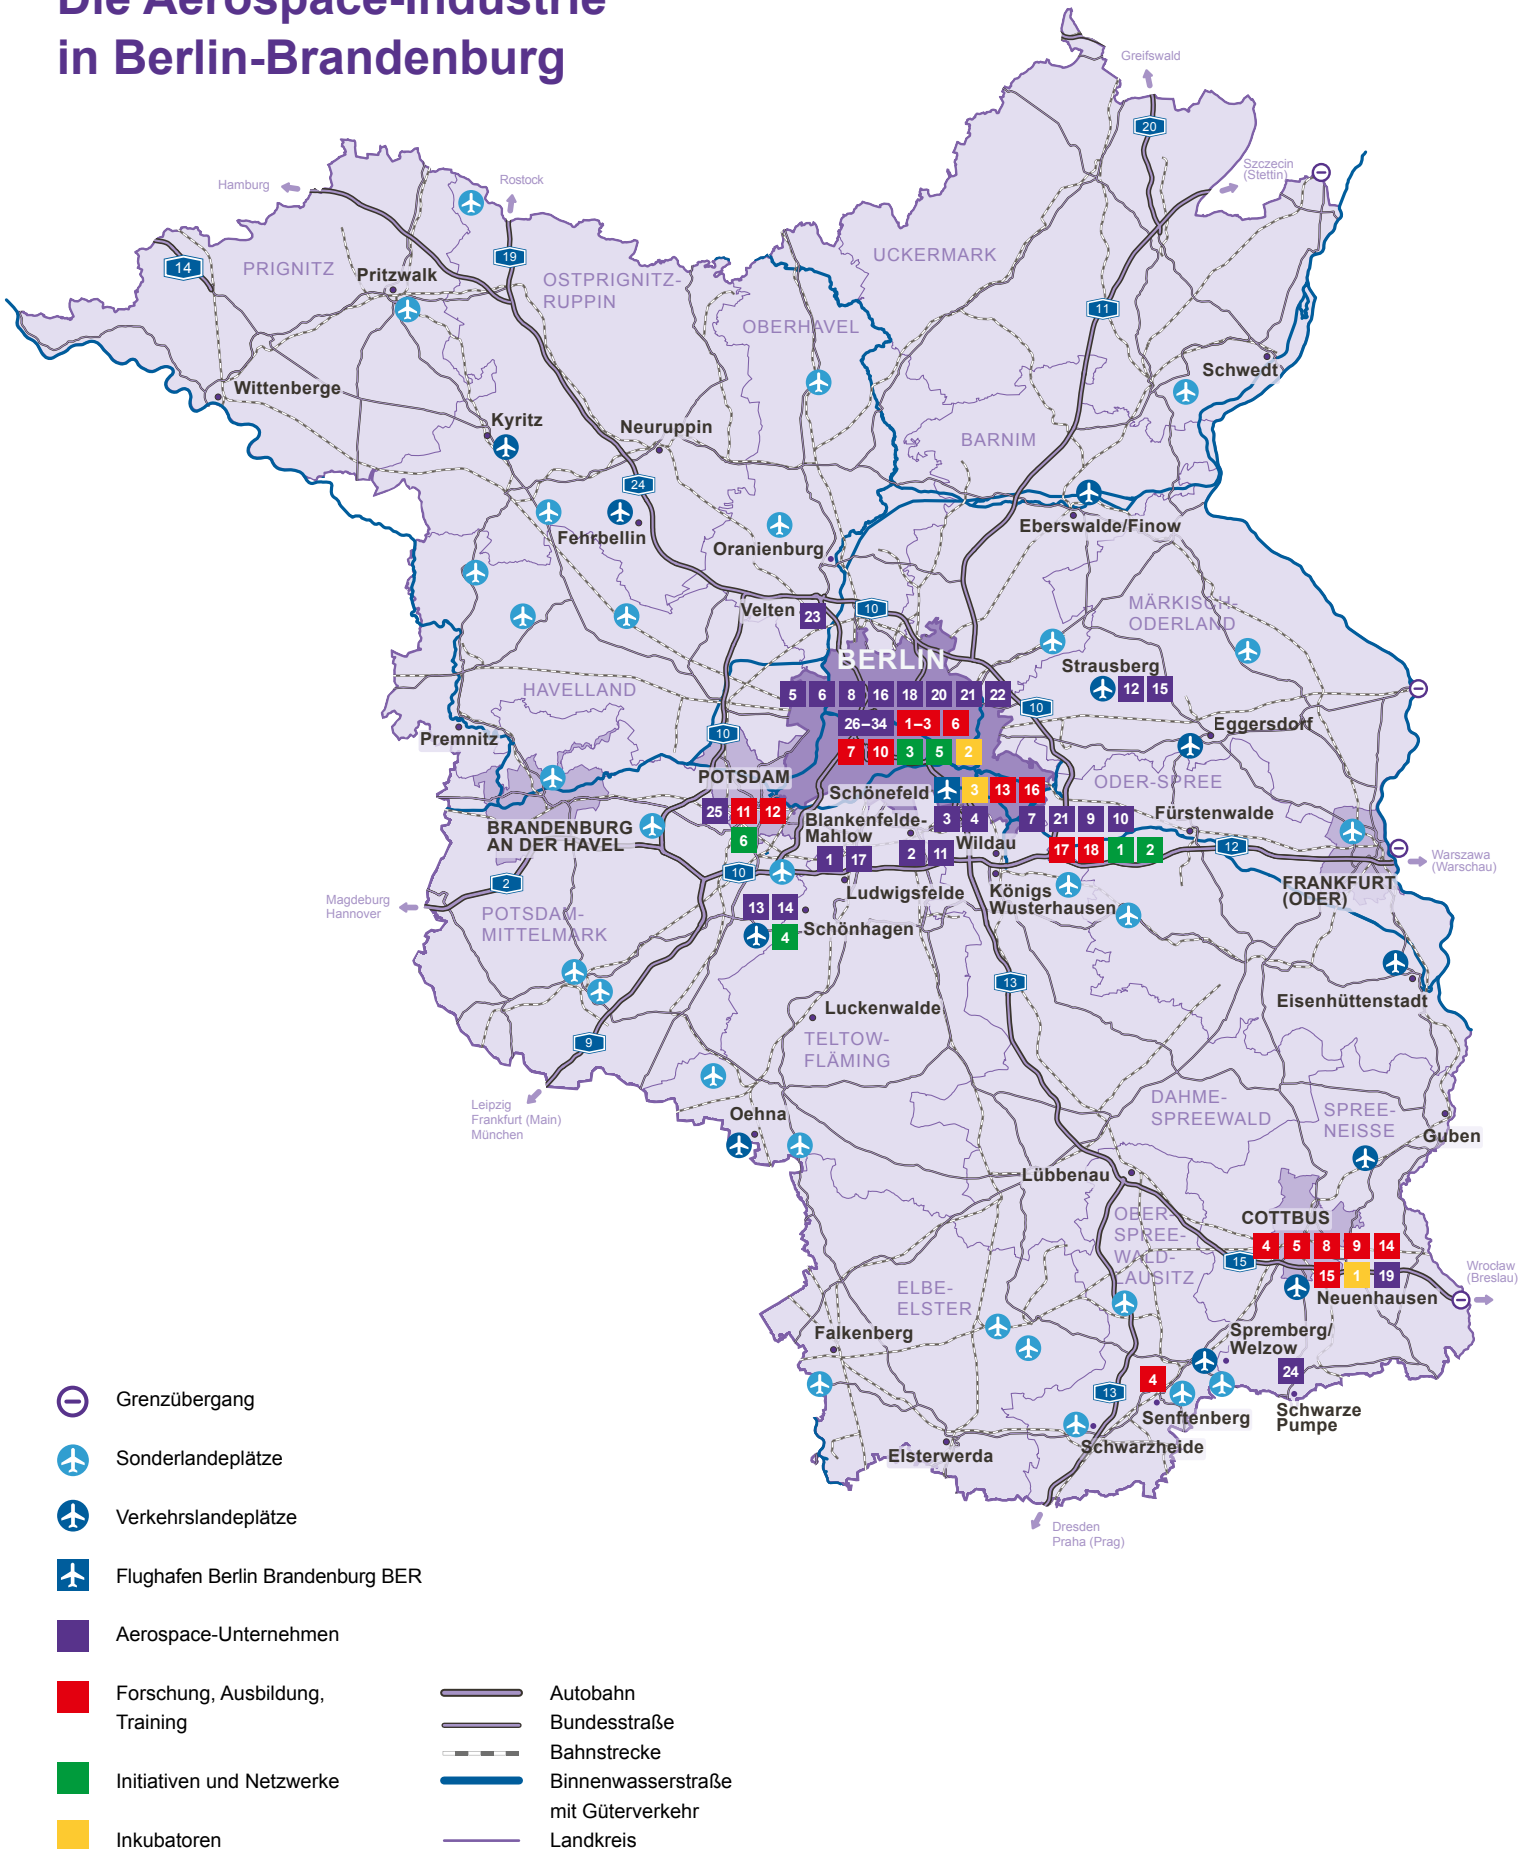 Die Aerospace-Industrie
in Berlin-Brandenburg
Greifswald
20
Szczecin
(Stettin)
Hamburg
Rostock
14
PRIGNITZ
Pritzwalk
19
OSTPRIGNITZ-
RUPPIN
UCKERMARK
OBERHAVEL
11
Schwedt
Wittenberge
Kyritz
Neuruppin
BARNIM
24
Fehrbellin
Oranienburg
Eberswalde/Finow
Velten
23
10
MÄRKISCH-
ODERLAND
BERLIN
Strausberg
12 15
HAVELLAND
5 6 8 16 18 20 21 22
10
26–34 1–3 6
7 10 3 5 2
Eggersdorf
Premnitz
10
POTSDAM
25 11 12
6
Schönefeld
3 13 16
3 4 7 21 9 10
ODER-SPREE
Fürstenwalde
BRANDENBURG
AN DER HAVEL
Blankenfelde-
Mahlow
1 17 2 11
Wildau
17 18 1 2
12
Warszawa
(Warschau)
10
2
Ludwigsfelde
Königs
Wusterhausen
FRANKFURT
(ODER)
Magdeburg
Hannover
POTSDAM-
MITTELMARK
13 14
4
Schönhagen
13
Eisenhüttenstadt
Luckenwalde
9
TELTOW-
FLÄMING
Leipzig
Frankfurt (Main)
München
Oehna
DAHME-
SPREEWALD
SPREE-
NEISSE
Guben
Lübbenau
OBER-
SPREE-
WALD-
LAUSITZ
COTTBUS
4 5 8 9 14
15
15 1 19
Neuenhausen
Wrocław
(Breslau)
ELBE-
ELSTER
Falkenberg
Spremberg/
Welzow
24
Schwarze
Pumpe
4
13
Senftenberg
Schwarzheide
Elsterwerda
Dresden
Praha (Prag)
Grenzübergang
Sonderlandeplätze
Verkehrslandeplätze
Flughafen Berlin Brandenburg BER
Aerospace-Unternehmen
Forschung, Ausbildung,
Training
Initiativen und Netzwerke
Inkubatoren
Autobahn
Bundesstraße
Bahnstrecke
Binnenwasserstraße
mit Güterverkehr
Landkreis